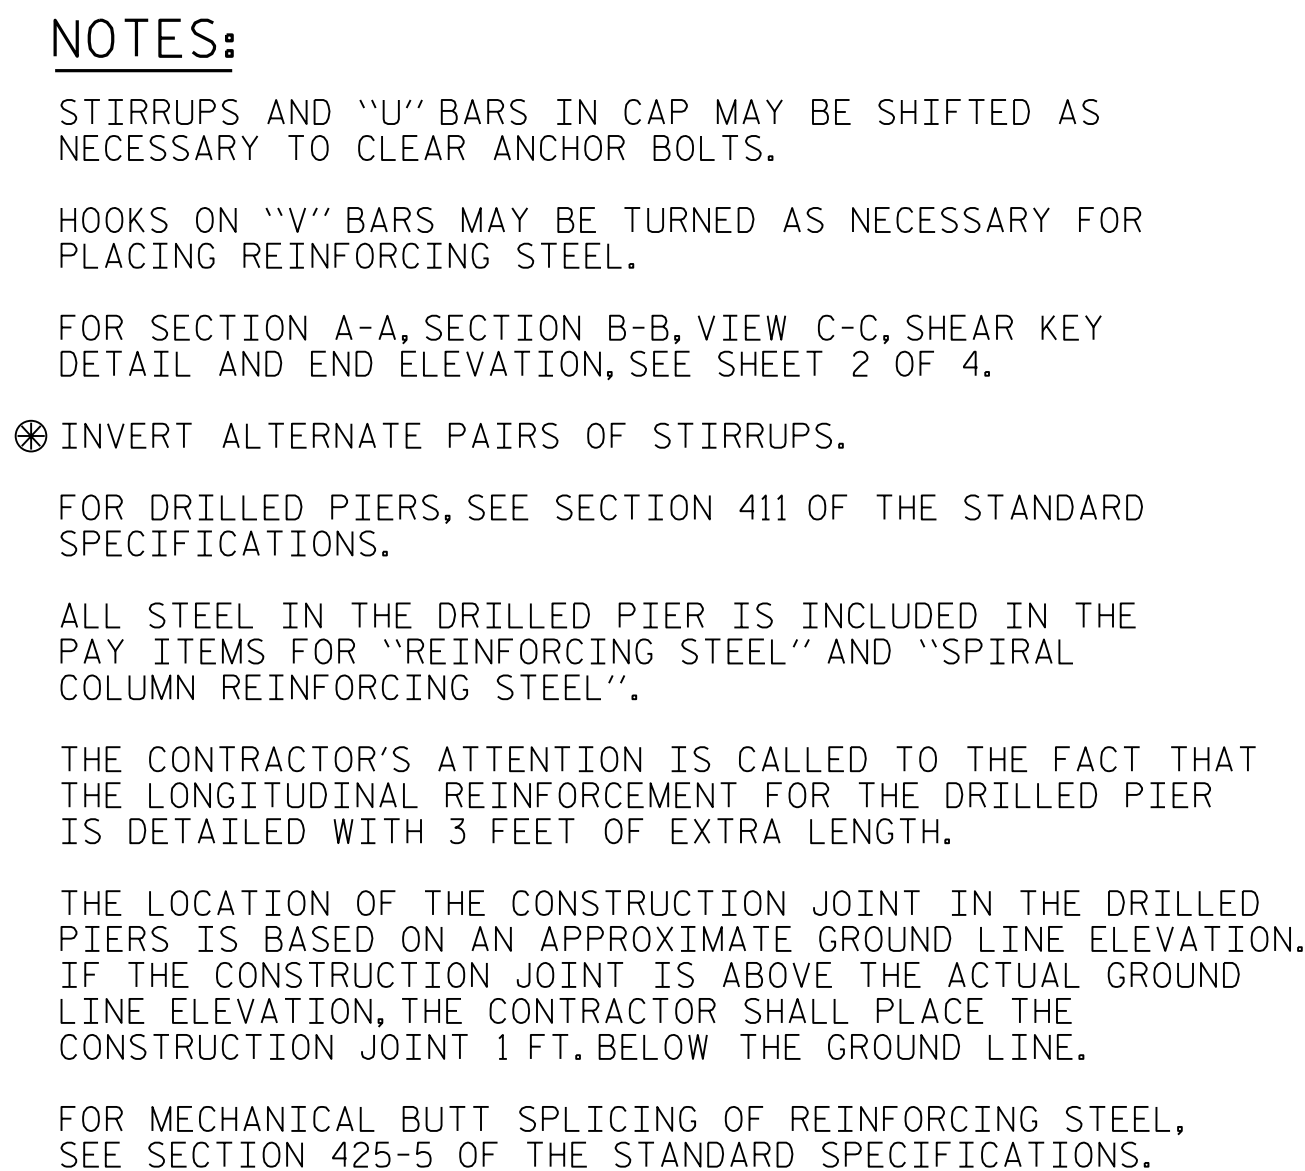 NOTES:
STIRRUPS AND "U" BARS IN CAP MAY BE SHIFTED AS
NECESSARY TO CLEAR ANCHOR BOLTS.
HOOKS ON "V" BARS MAY BE TURNED AS NECESSARY FOR
PLACING REINFORCING STEEL.
FOR SECTION A-A, SECTION B-B, VIEW C-C, SHEAR KEY
DETAIL AND END ELEVATION, SEE SHEET 2 OF 4.
INVERT ALTERNATE PAIRS OF STIRRUPS.
FOR DRILLED PIERS, SEE SECTION 411 OF THE STANDARD
SPECIFICATIONS.
ALL STEEL IN THE DRILLED PIER IS INCLUDED IN THE
PAY ITEMS FOR "REINFORCING STEEL" AND "SPIRAL
COLUMN REINFORCING STEEL".
THE CONTRACTOR'S ATTENTION IS CALLED TO THE FACT THAT
THE LONGITUDINAL REINFORCEMENT FOR THE DRILLED PIER
IS DETAILED WITH 3 FEET OF EXTRA LENGTH.
THE LOCATION OF THE CONSTRUCTION JOINT IN THE DRILLED
PIERS IS BASED ON AN APPROXIMATE GROUND LINE ELEVATION.
IF THE CONSTRUCTION JOINT IS ABOVE THE ACTUAL GROUND
LINE ELEVATION, THE CONTRACTOR SHALL PLACE THE
CONSTRUCTION JOINT 1 FT. BELOW THE GROUND LINE.
FOR MECHANICAL BUTT SPLICING OF REINFORCING STEEL,
SEE SECTION 425-5 OF THE STANDARD SPECIFICATIONS.